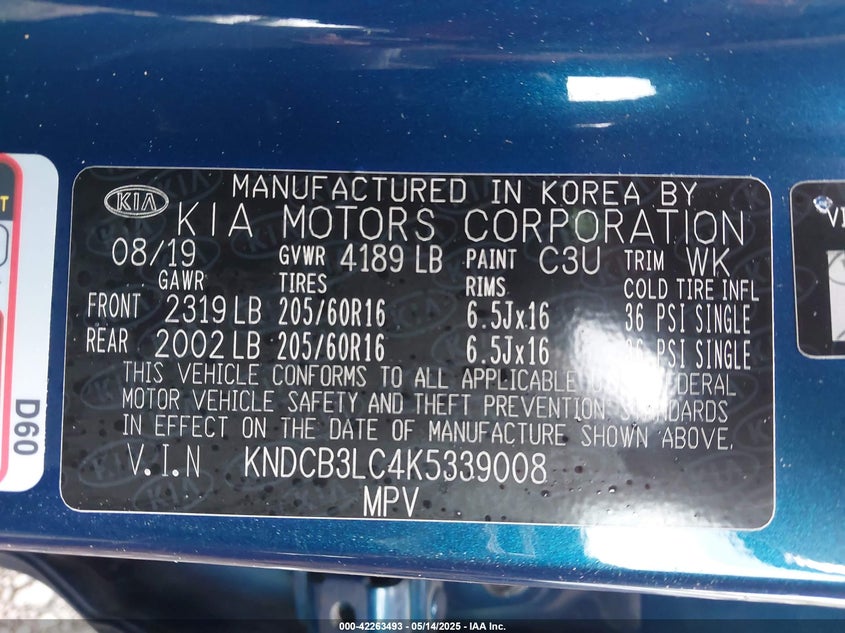 KIA
MANUFACTURED IN KOREA BY
KIA MOTORS CORPORATION
08/19 GVWR 4189 LB PAINT C3U TRIM WK
GAWR TIRES RIMS COLD TIRE INFL
FRONT 2319 LB 205/60R16 6.5Jx16 36 PSI SINGLE
REAR 2002 LB 205/60R16 6.5Jx16 36 PSI SINGLE
THIS VEHICLE CONFORMS TO ALL APPLICABLE FEDERAL
MOTOR VEHICLE SAFETY AND THEFT PREVENTION STANDARDS
IN EFFECT ON THE DATE OF MANUFACTURE SHOWN ABOVE.
V.I.N KNDCB3LC4K5339008
MPV
D60
000-42263493 - 05/14/2025 - IAA Inc.